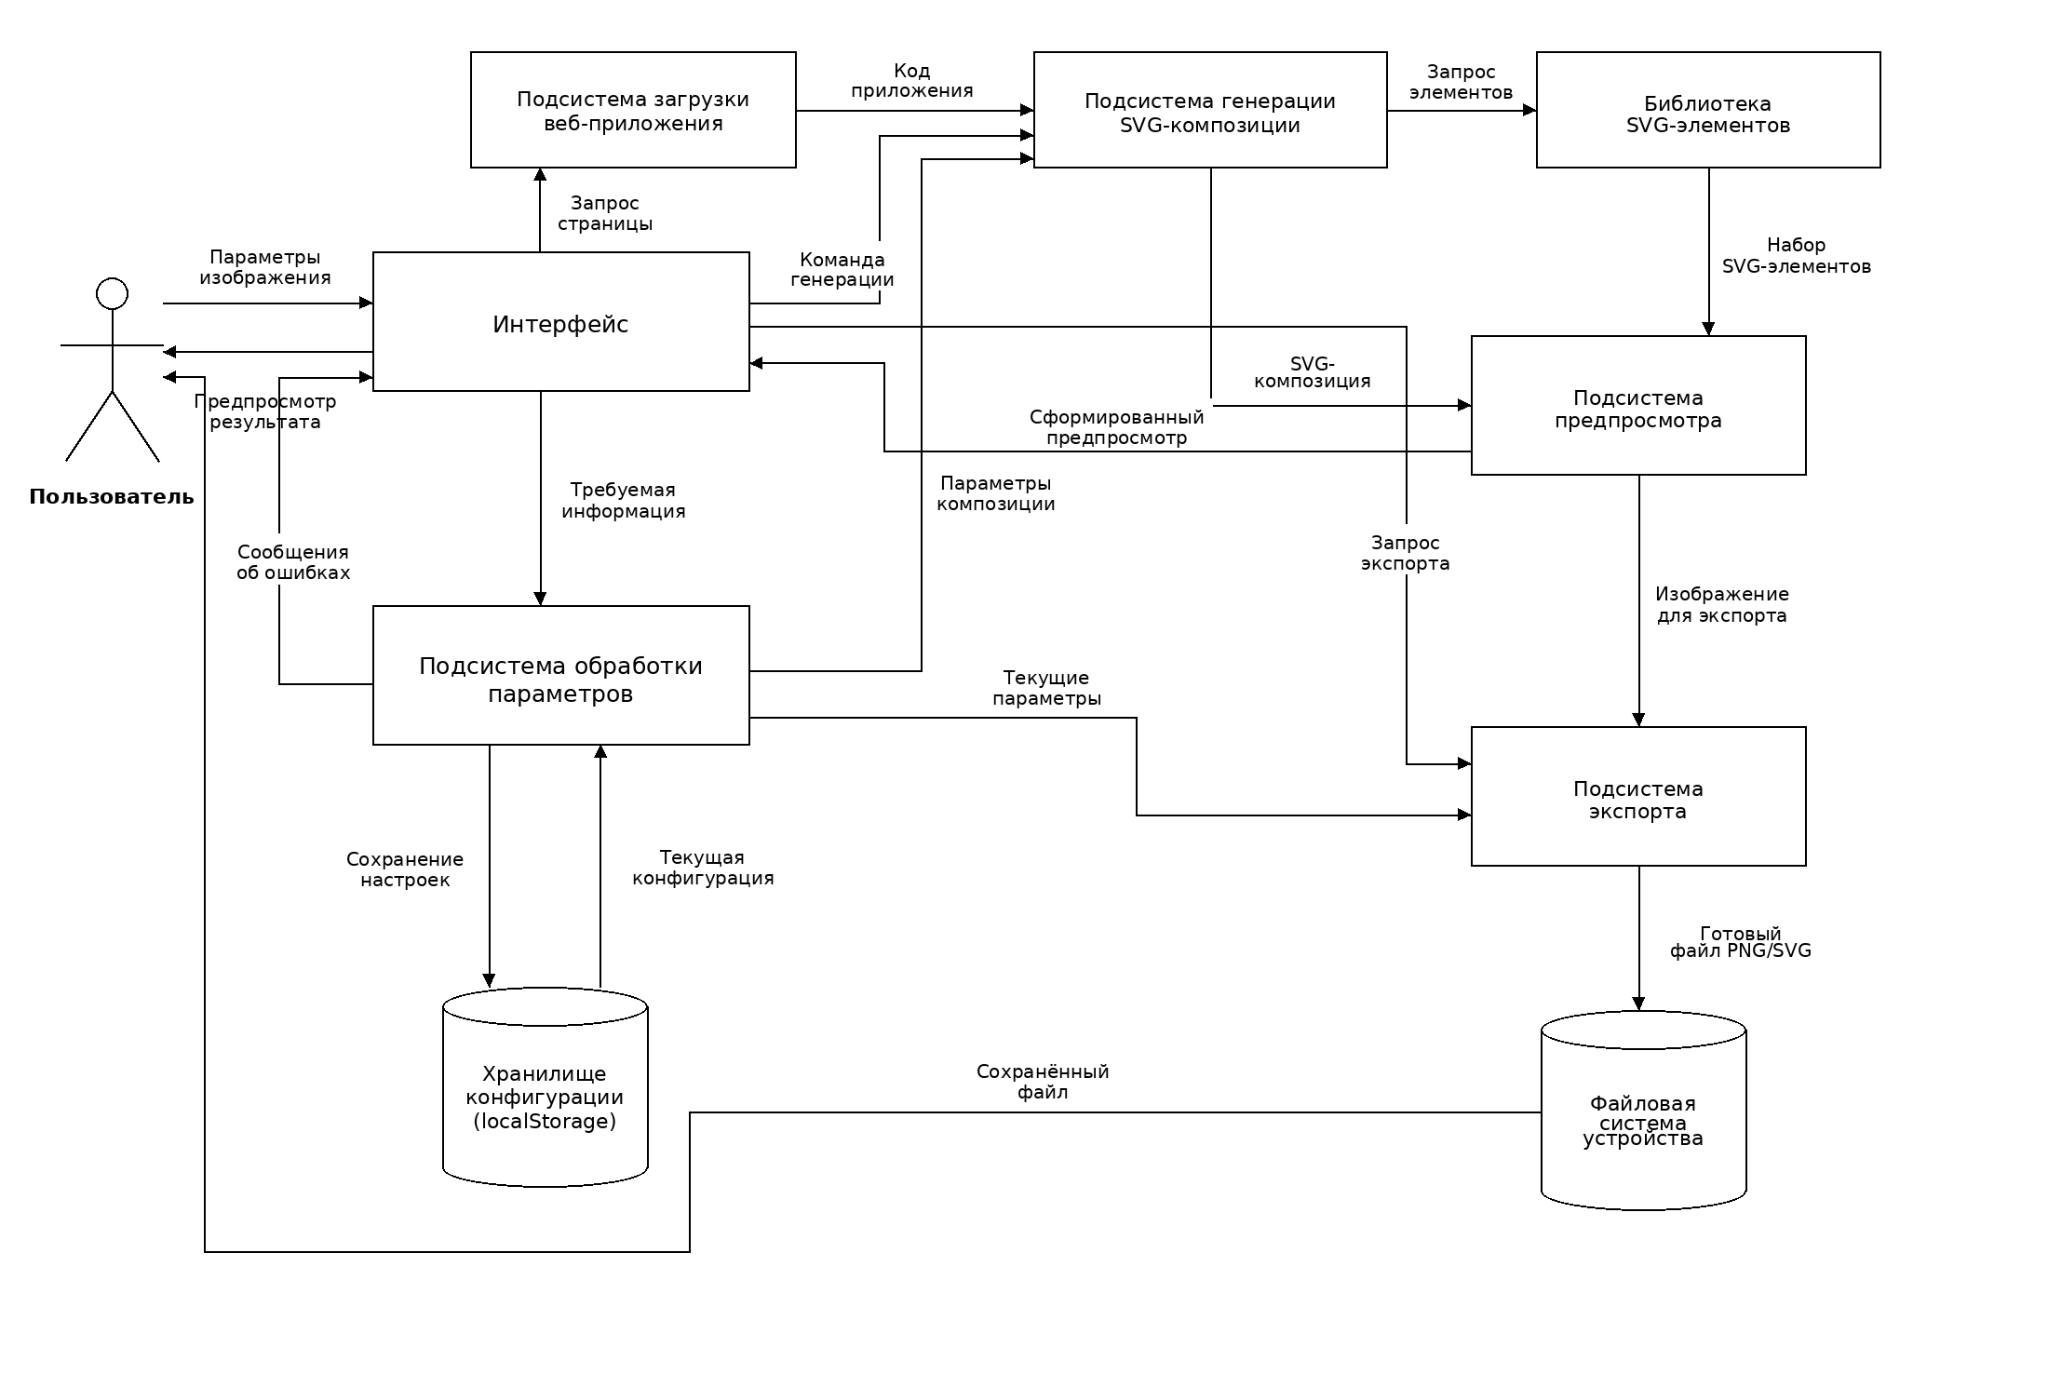 Подсистема загрузки
веб-приложения
Код
приложения
Подсистема генерации
SVG-композиции
Запрос
элементов
Библиотека
SVG-элементов
Запрос
страницы
Параметры
изображения
Команда
генерации
Набор
SVG-элементов
Интерфейс
SVG-
композиция
Подсистема
предпросмотра
Предпросмотр
результата
Сформированный
предпросмотр
Пользователь
Требуемая
информация
Параметры
композиции
Сообщения
об ошибках
Запрос
экспорта
Изображение
для экспорта
Подсистема обработки
параметров
Текущие
параметры
Подсистема
экспорта
Сохранение
настроек
Текущая
конфигурация
Готовый
файл PNG/SVG
Хранилище
конфигурации
(localStorage)
Сохранённый
файл
Файловая
система
устройства